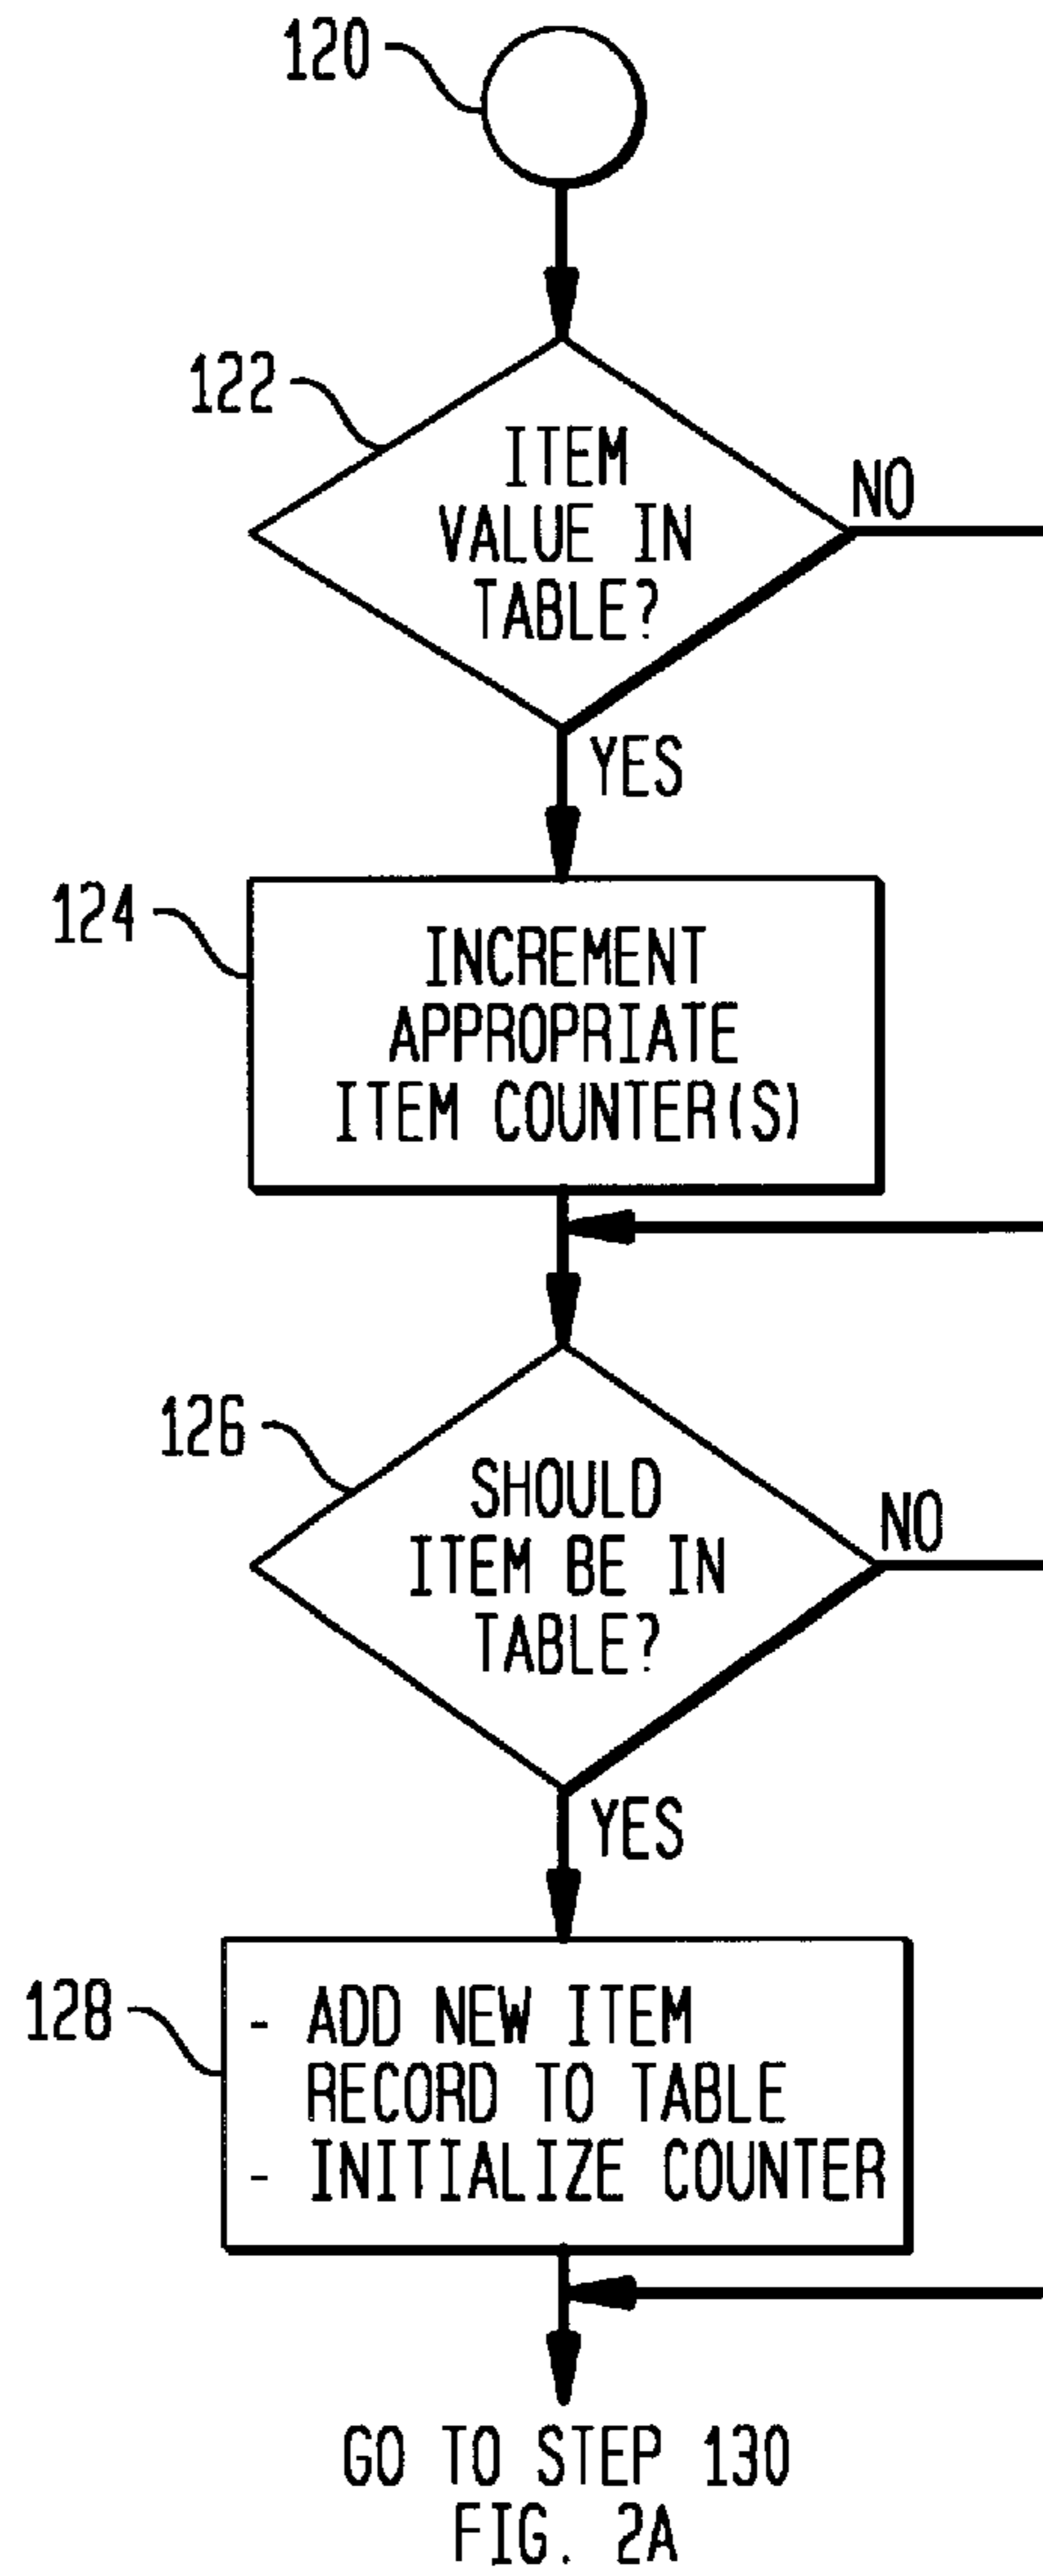 120
122
ITEM
VALUE IN
TABLE?
NO
YES
124
INCREMENT
APPROPRIATE
ITEM COUNTER(S)
126
SHOULD
ITEM BE IN
TABLE?
NO
YES
128
- ADD NEW ITEM
RECORD TO TABLE
- INITIALIZE COUNTER
GO TO STEP 130
FIG. 2A